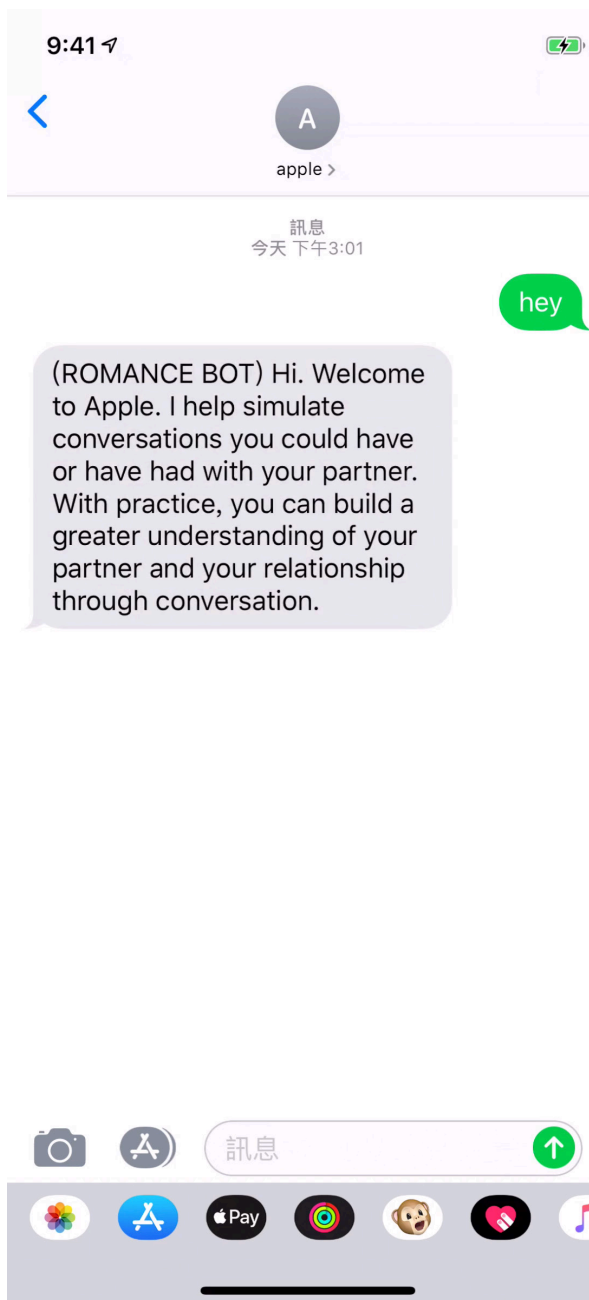 9:41
A
apple
訊息
今天 下午3:01
hey
(ROMANCE BOT) Hi. Welcome
to Apple. I help simulate
conversations you could have
or have had with your partner.
With practice, you can build a
greater understanding of your
partner and your relationship
through conversation.
訊息
Pay